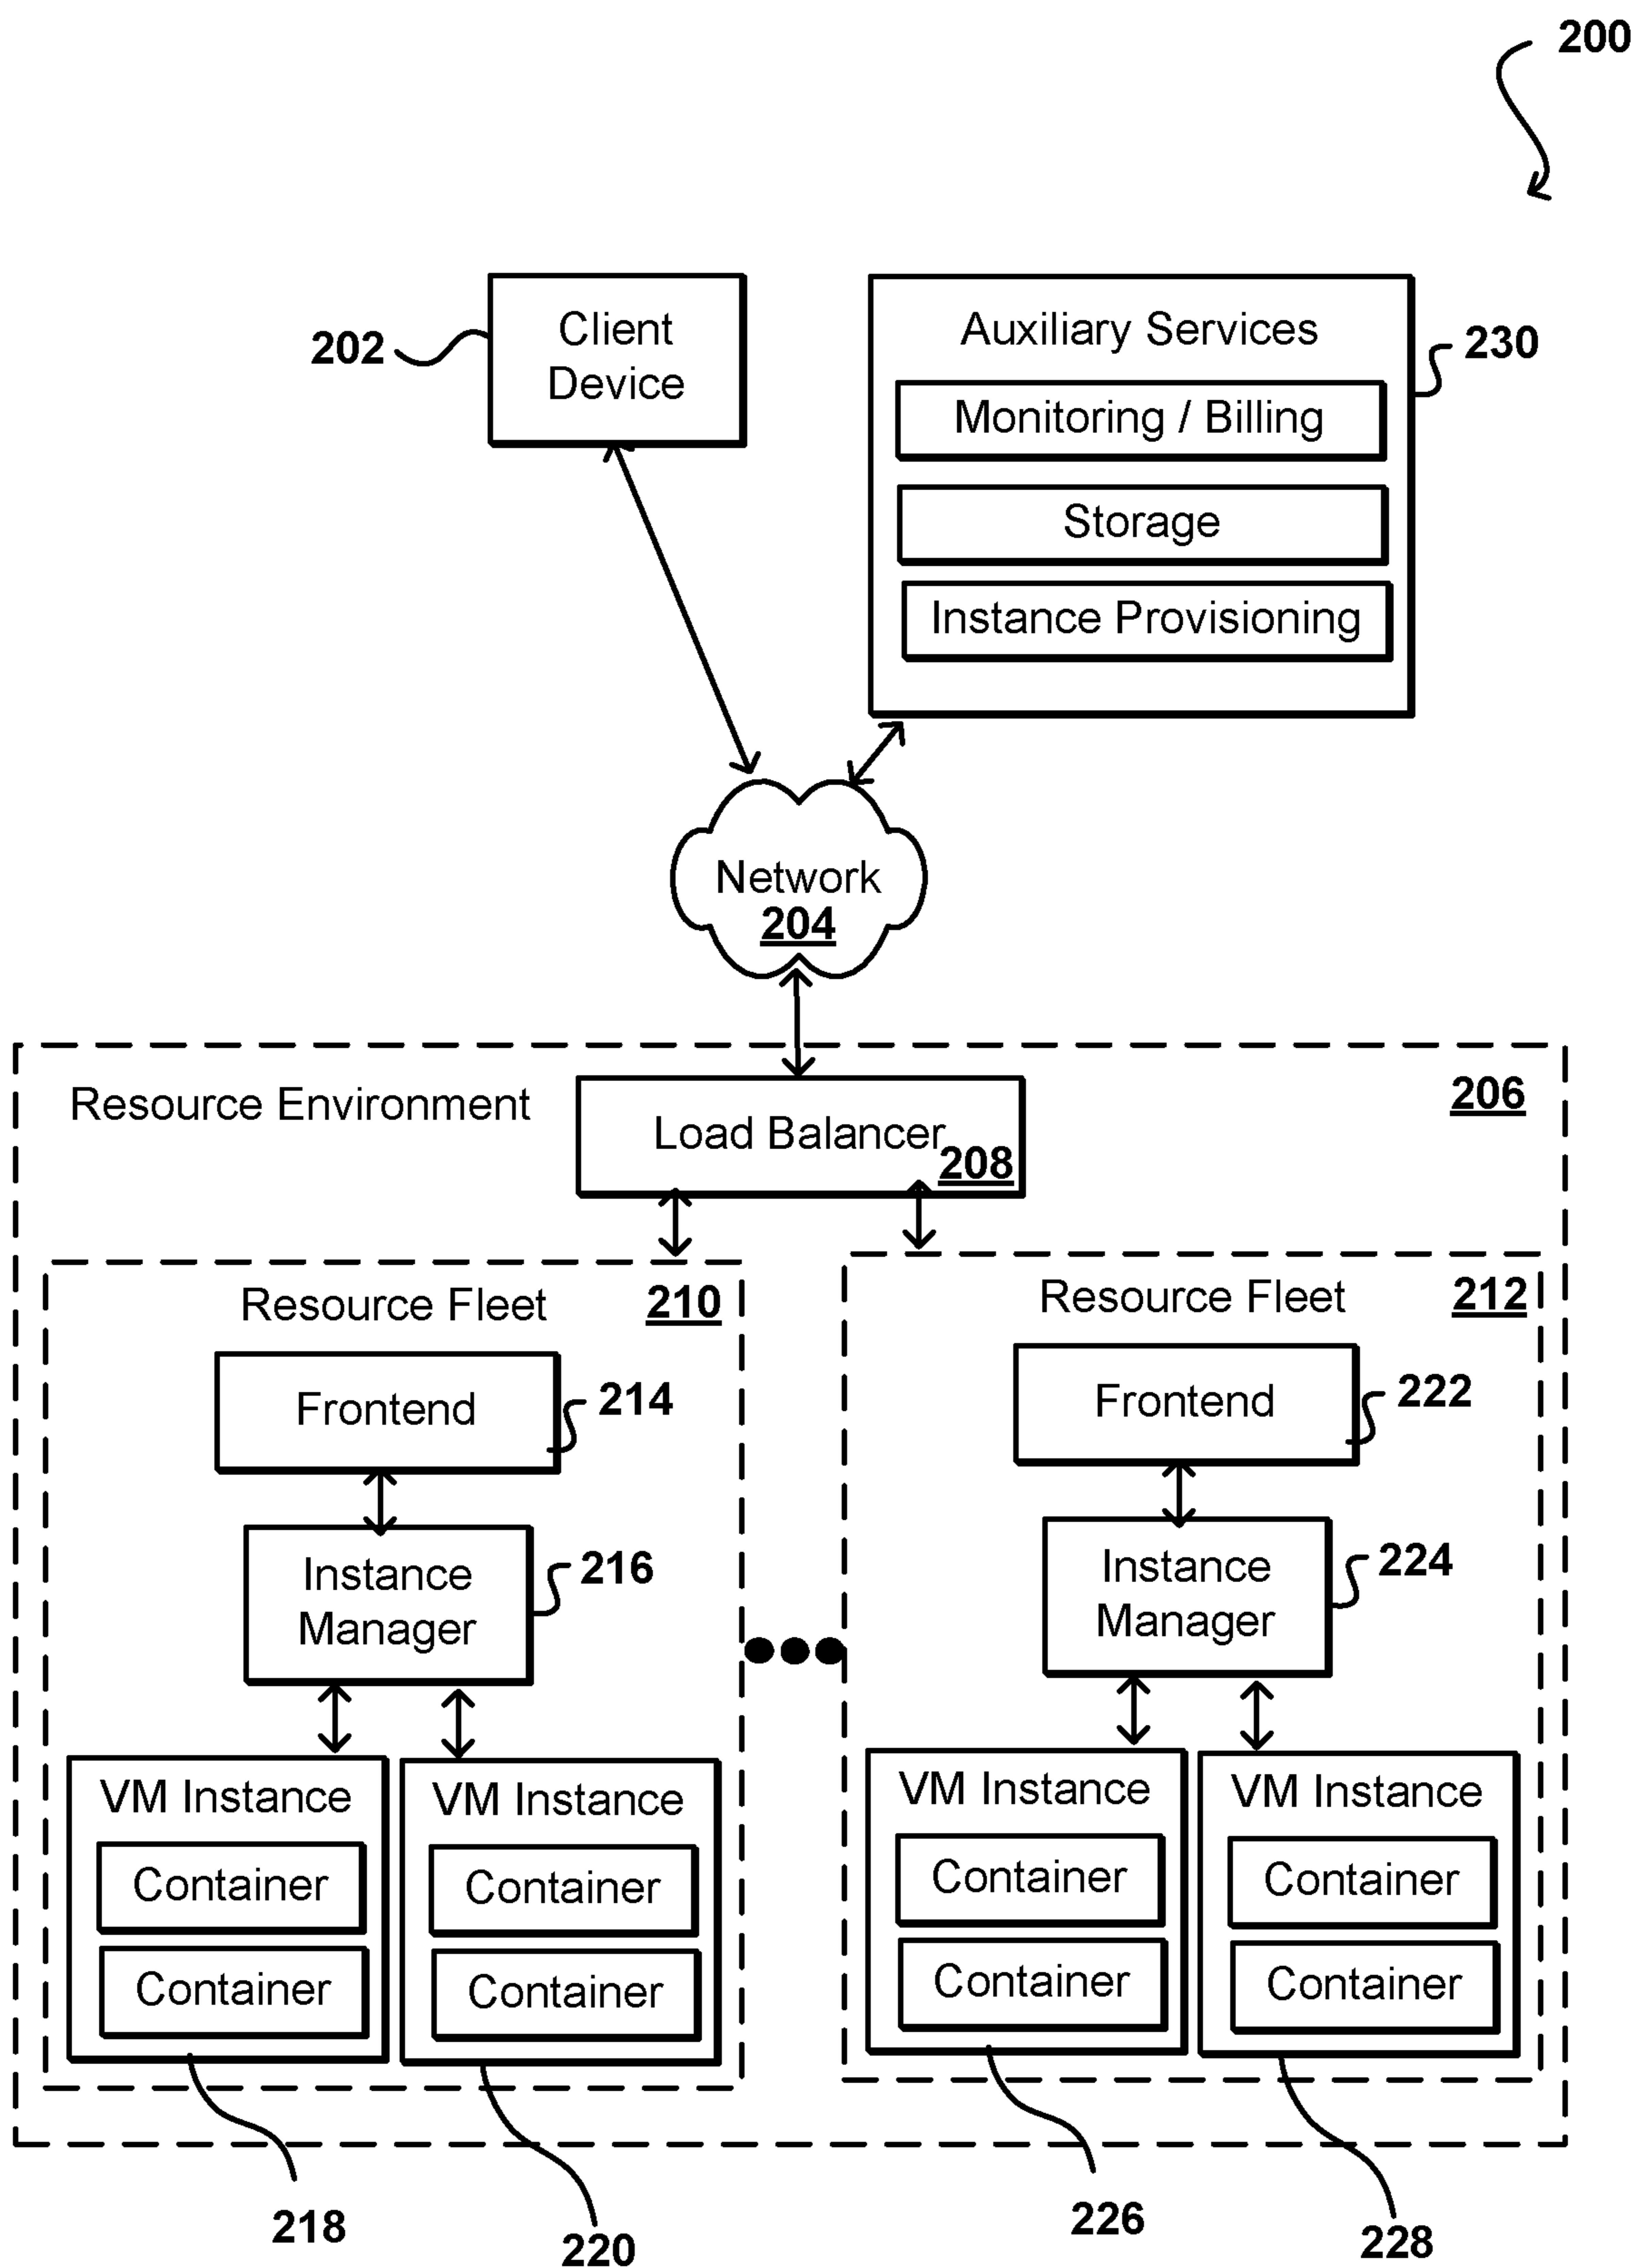 200
Client
Device
202
Auxiliary Services
230
Monitoring / Billing
Storage
Instance Provisioning
Network
204
Resource Environment
206
Load Balancer
208
Resource Fleet
210
Frontend
214
Instance
Manager
216
VM Instance
Container
Container
VM Instance
Container
Container
218
220
Resource Fleet
212
Frontend
222
Instance
Manager
224
VM Instance
Container
Container
VM Instance
Container
Container
226
228